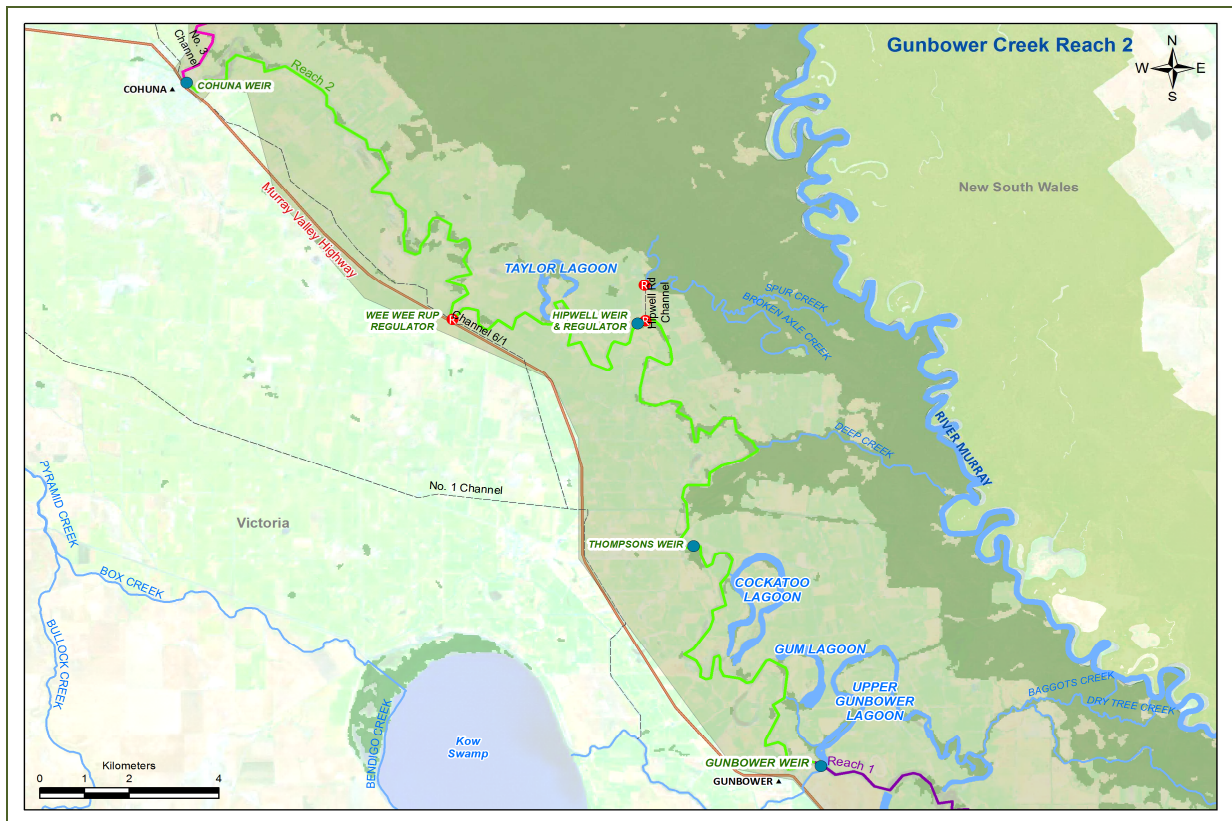 Gunbower Creek Reach 2
N
W
E
S
No. 3
Channel
Reach 2
COHUNA
COHUNA WEIR
Murray Valley Highway
New South Wales
TAYLOR LAGOON
R
Hipwell Rd
Channel
SPUR CREEK
BROKEN AXLE CREEK
WEE WEE RUP
REGULATOR
R
Channel 6/1
HIPWELL WEIR
& REGULATOR
R
RIVER MURRAY
DEEP CREEK
No. 1 Channel
PYRAMID CREEK
Victoria
THOMPSONS WEIR
BOX CREEK
COCKATOO
LAGOON
BULLOCK CREEK
GUM LAGOON
UPPER
GUNBOWER
LAGOON
BAGGOTS CREEK
DRY TREE CREEK
BENDIGO CREEK
Kow
Swamp
GUNBOWER WEIR
Reach 1
GUNBOWER
Kilometers
0 1 2 4